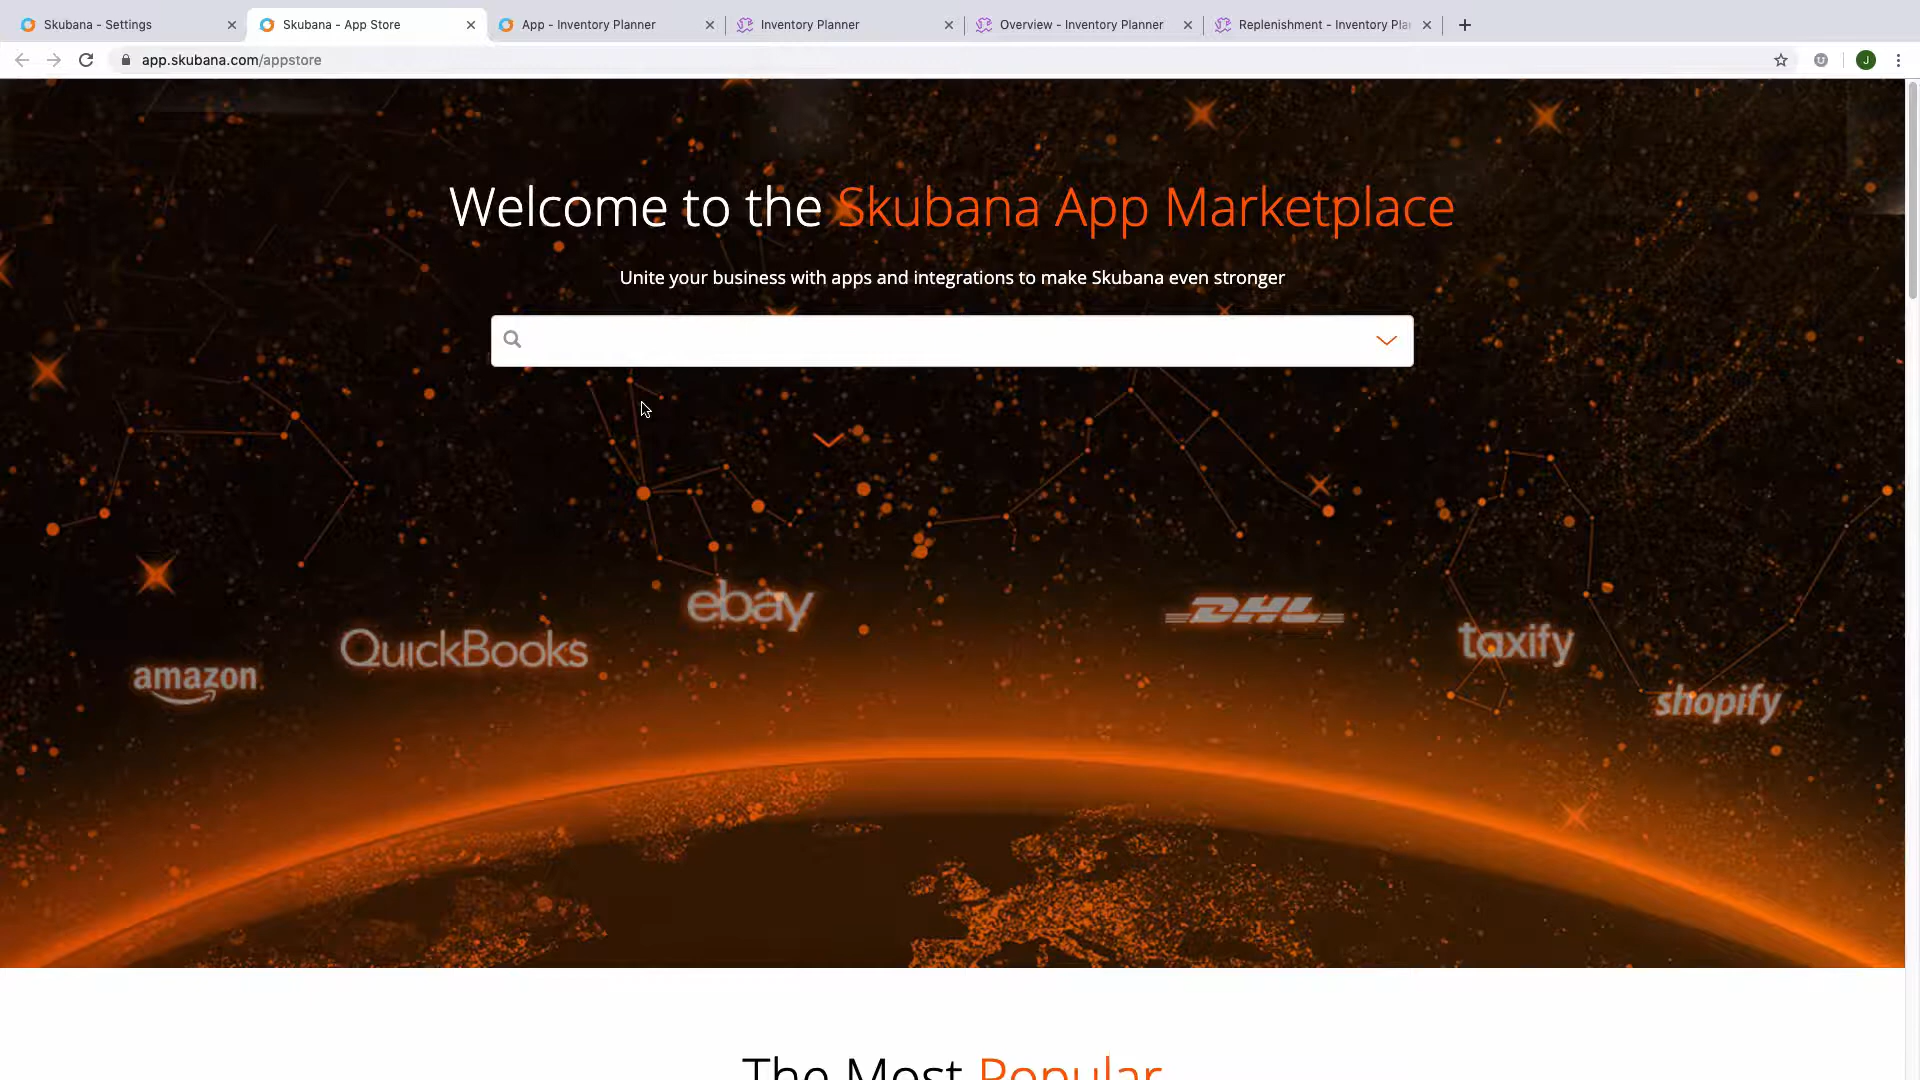 Skubana - Settings
Skubana - App Store
App - Inventory Planner
Inventory Planner
Overview - Inventory Planner
Replenishment - Inventory Pla
app.skubana.com/appstore
J
Welcome to the Skubana App Marketplace
Unite your business with apps and integrations to make Skubana even stronger
ebay
DHL
QuickBooks
taxify
amazon
shopify
The Most Popular